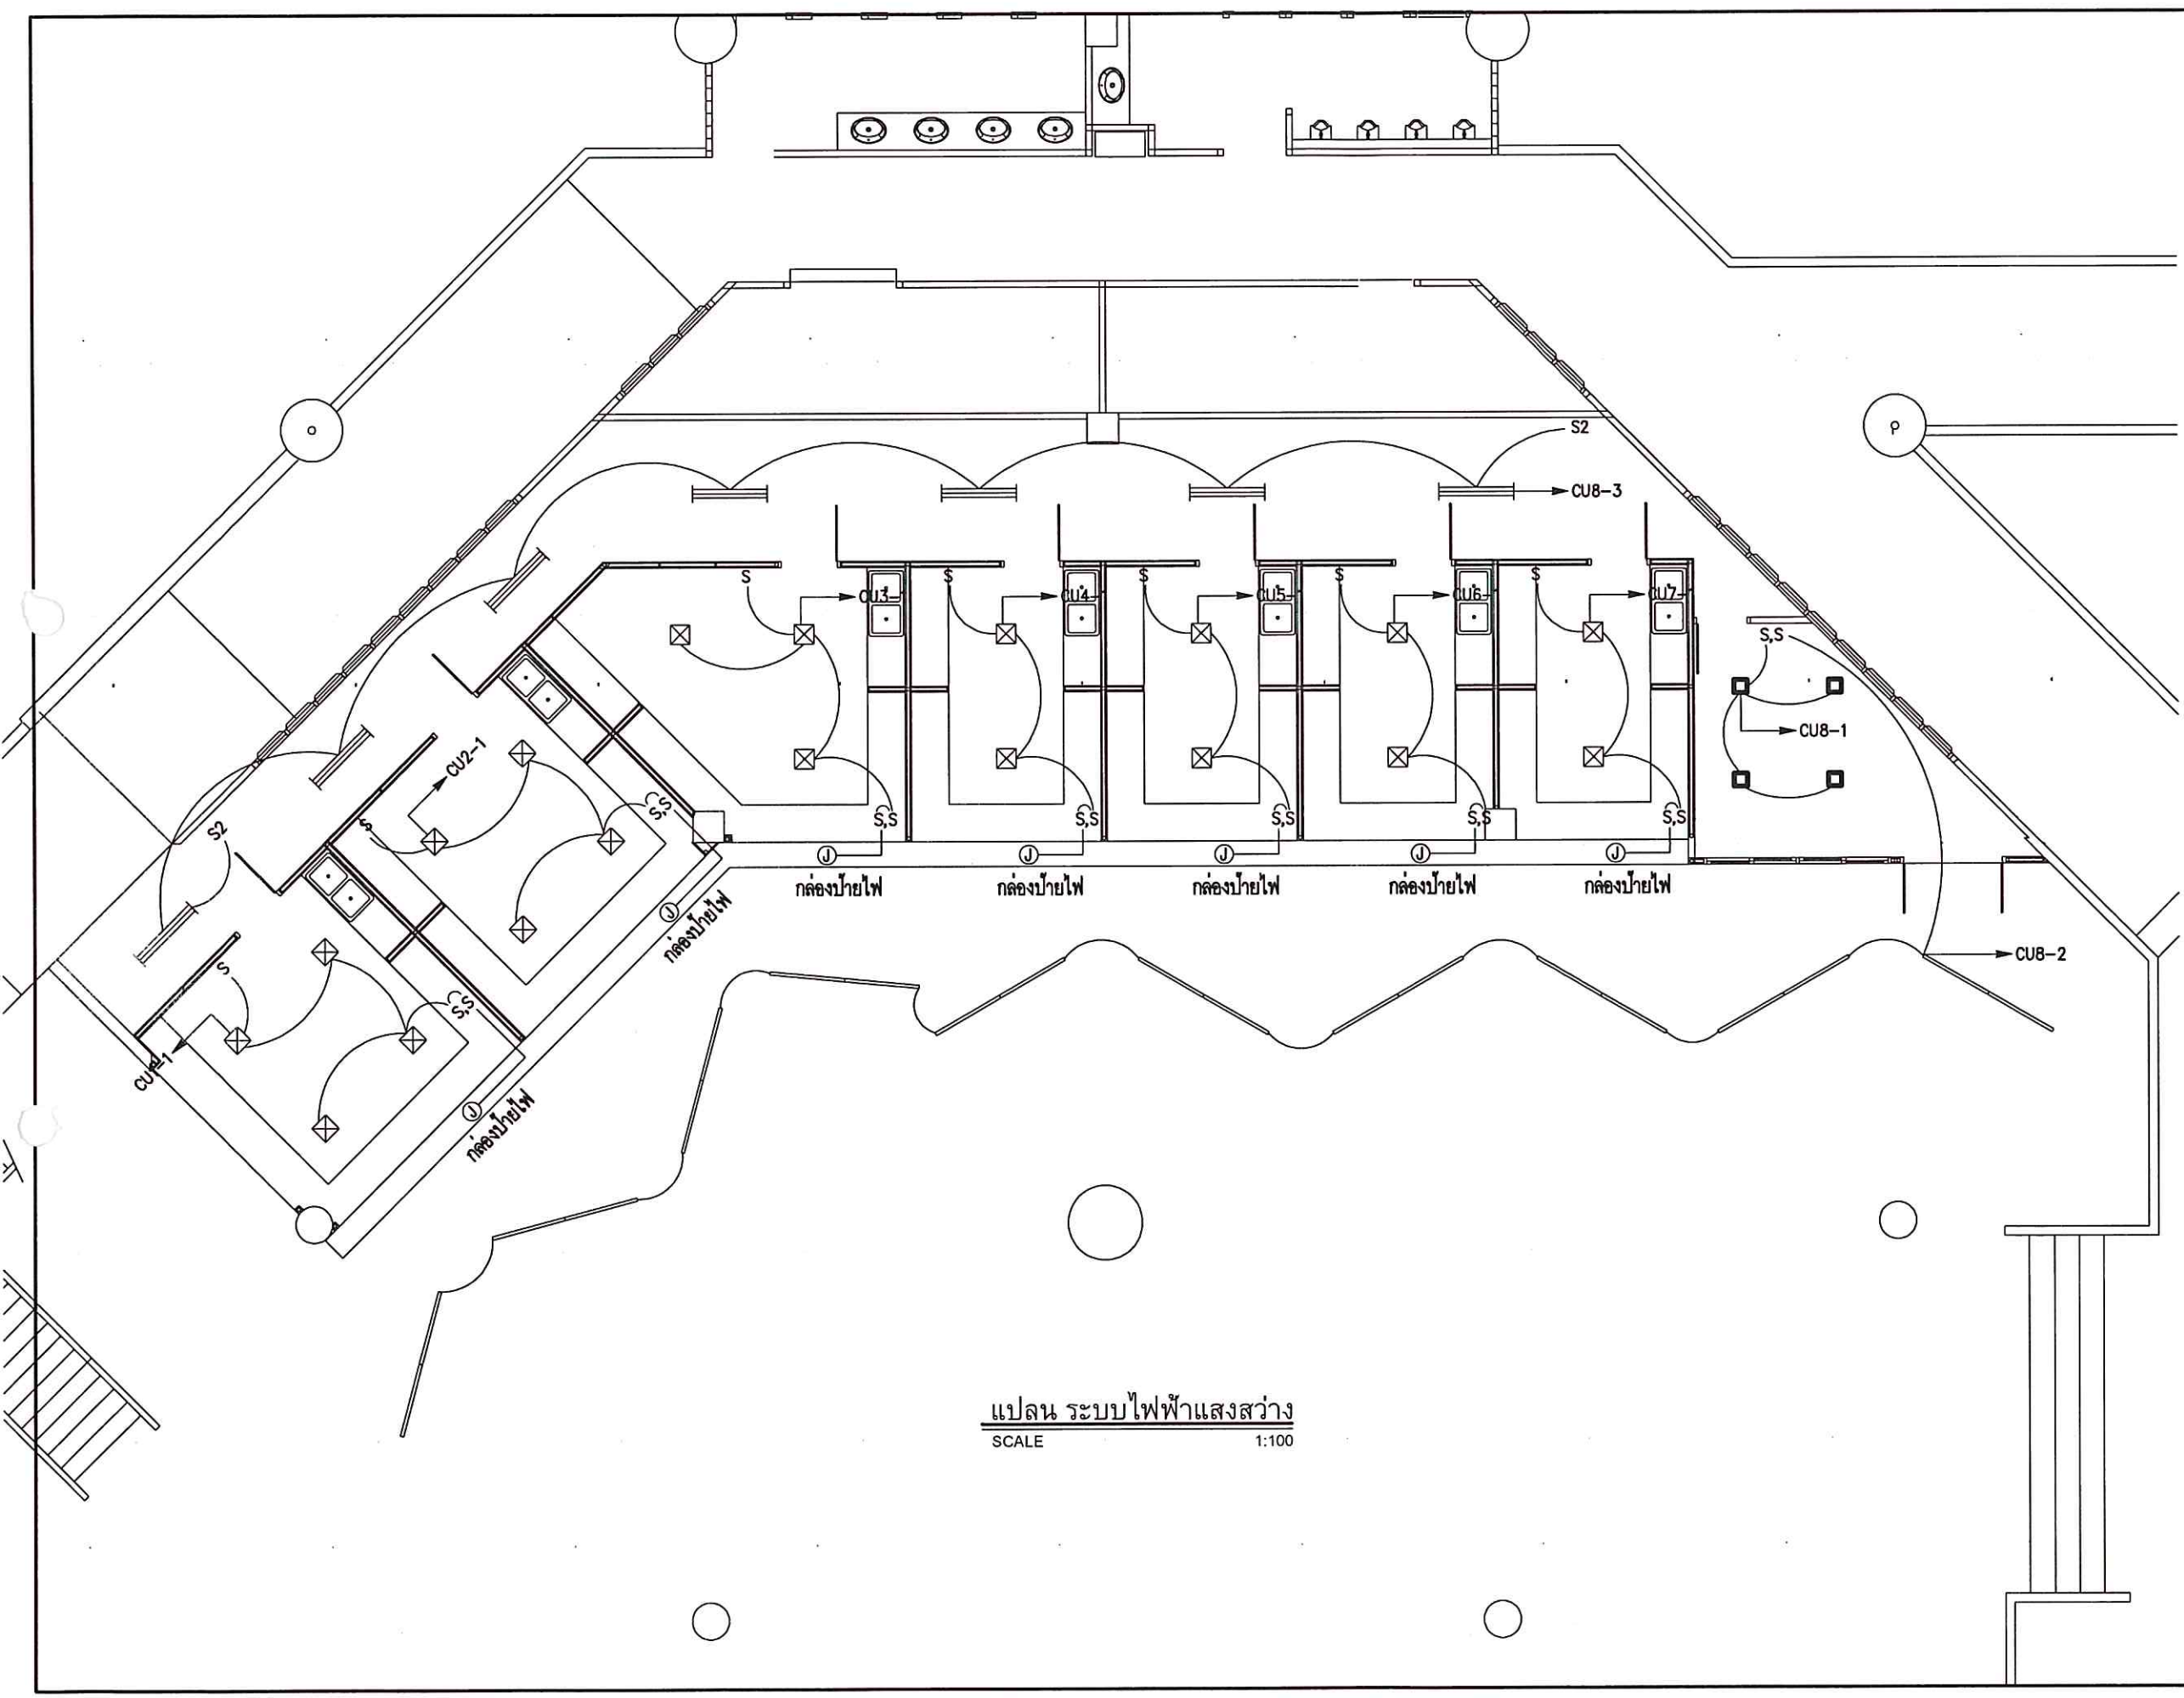 S2
CU8-3
S
CU3-
S
CU4-
S
CU5-
S
CU6-
S
CU7-
S,S
CU8-1
CU2-1
S
S,S
S2
S,S
S,S
S,S
S,S
S,S
J
J
J
J
J
กล่องป้ายไฟ
กล่องป้ายไฟ
กล่องป้ายไฟ
กล่องป้ายไฟ
กล่องป้ายไฟ
J
กล่องป้ายไฟ
CU8-2
S
S,S
CU1-1
J
กล่องป้ายไฟ
แปลน ระบบไฟฟ้าแสงสว่าง
SCALE 1:100